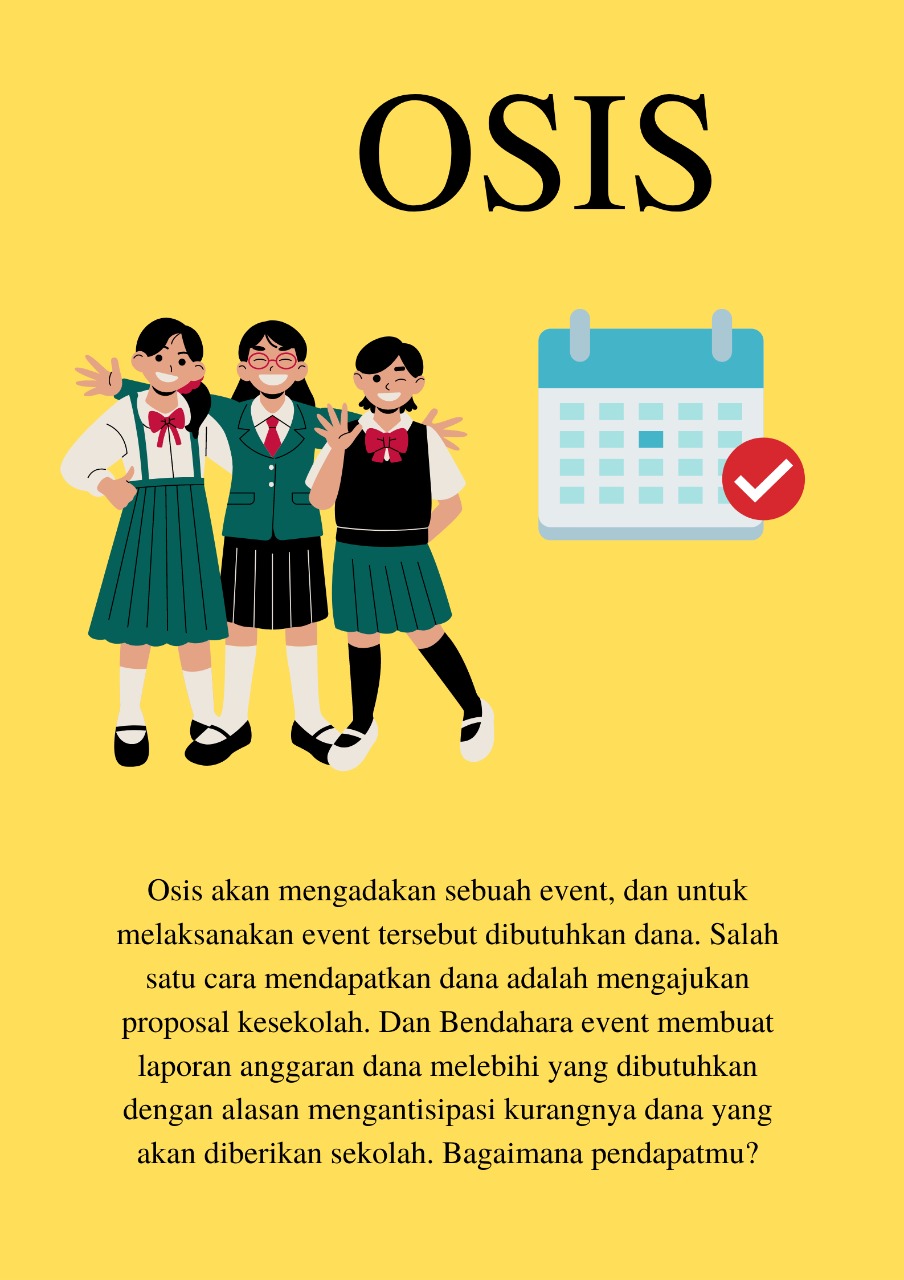 OSIS
Osis akan mengadakan sebuah event, dan untuk
melaksanakan event tersebut dibutuhkan dana. Salah
satu cara mendapatkan dana adalah mengajukan
proposal kesekolah. Dan Bendahara event membuat
laporan anggaran dana melebihi yang dibutuhkan
dengan alasan mengantisipasi kurangnya dana yang
akan diberikan sekolah. Bagaimana pendapatmu?